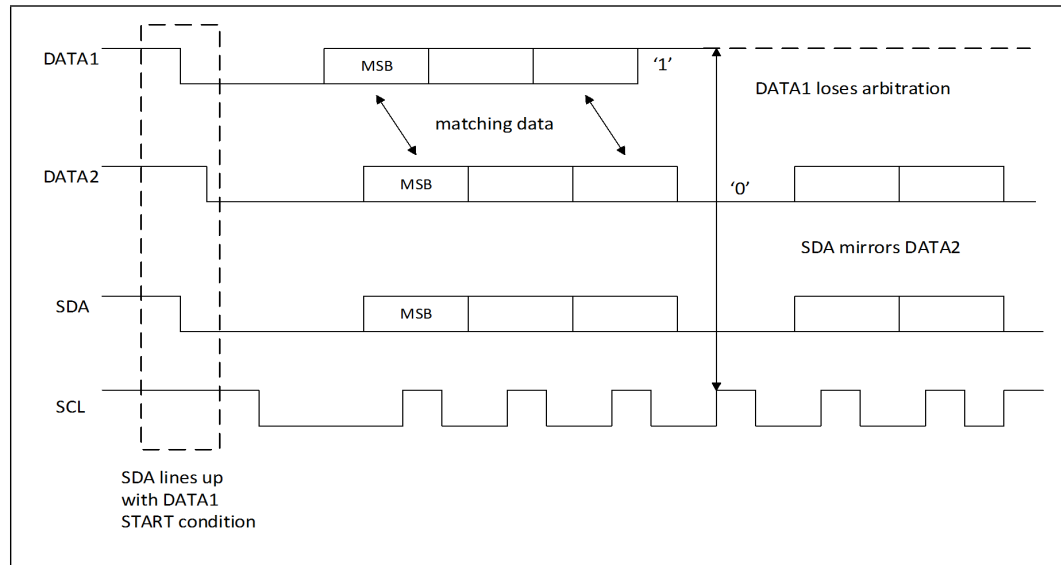 DATA1
MSB
‘1’
DATA1 loses arbitration
matching data
DATA2
MSB
‘0’
SDA mirrors DATA2
SDA
MSB
SCL
SDA lines up
with DATA1
START condition